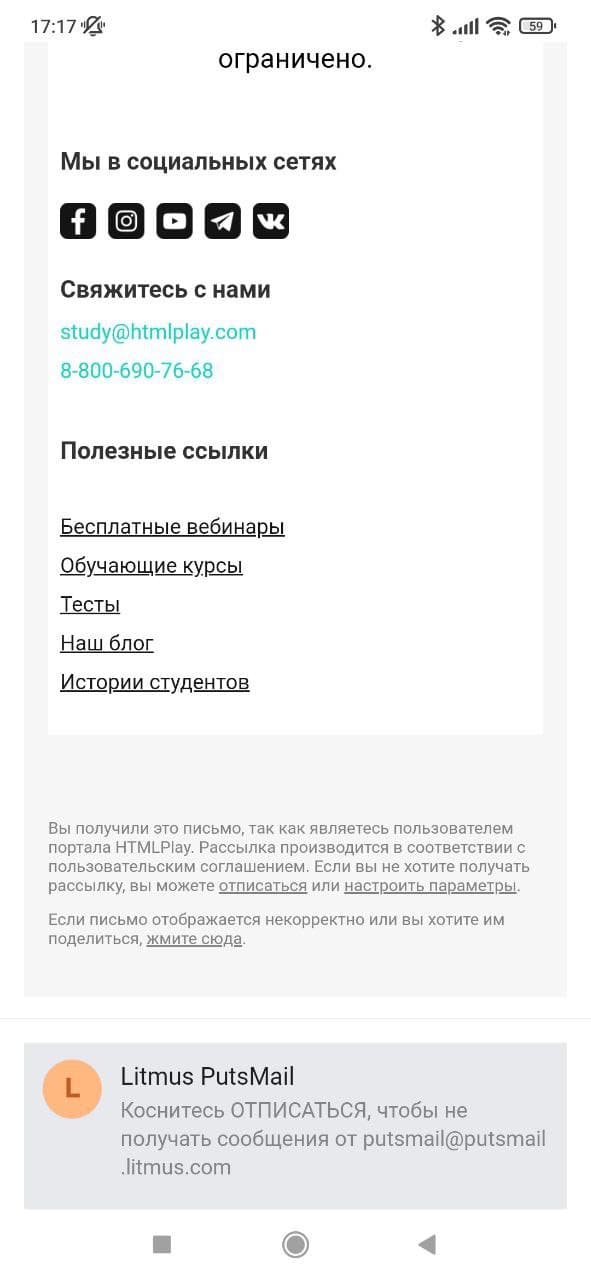 17:17
59
ограничено.
Мы в социальных сетях
Свяжитесь с нами
study@htmlplay.com
8-800-690-76-68
Полезные ссылки
Бесплатные вебинары
Обучающие курсы
Тесты
Наш блог
Истории студентов
Вы получили это письмо, так как являетесь пользователем
портала HTMLPlay. Рассылка производится в соответствии с
пользовательским соглашением. Если вы не хотите получать
рассылку, вы можете отписаться или настроить параметры.
Если письмо отображается некорректно или вы хотите им
поделиться, жмите сюда.
L
Litmus PutsMail
Коснитесь ОТПИСАТЬСЯ, чтобы не
получать сообщения от putsmail@putsmail
.litmus.com